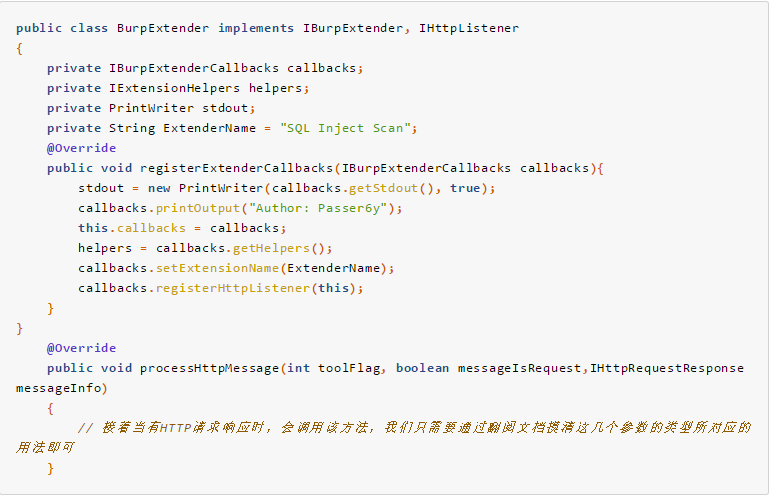 public class BurpExtender implements IBurpExtender, IHttpListener
{
    private IBurpExtenderCallbacks callbacks;
    private IExtensionHelpers helpers;
    private PrintWriter stdout;
    private String ExtenderName = "SQL Inject Scan";
    @Override
    public void registerExtenderCallbacks(IBurpExtenderCallbacks callbacks){
        stdout = new PrintWriter(callbacks.getStdout(), true);
        callbacks.printOutput("Author: Passer6y");
        this.callbacks = callbacks;
        helpers = callbacks.getHelpers();
        callbacks.setExtensionName(ExtenderName);
        callbacks.registerHttpListener(this);
    }
}
    @Override
    public void processHttpMessage(int toolFlag, boolean messageIsRequest,IHttpRequestResponse
messageInfo)
    {
        // 接着当有HTTP请求响应时，会调用该方法，我们只需要通过翻阅文档摸清这几个参数的类型所对应的
用法即可
    }